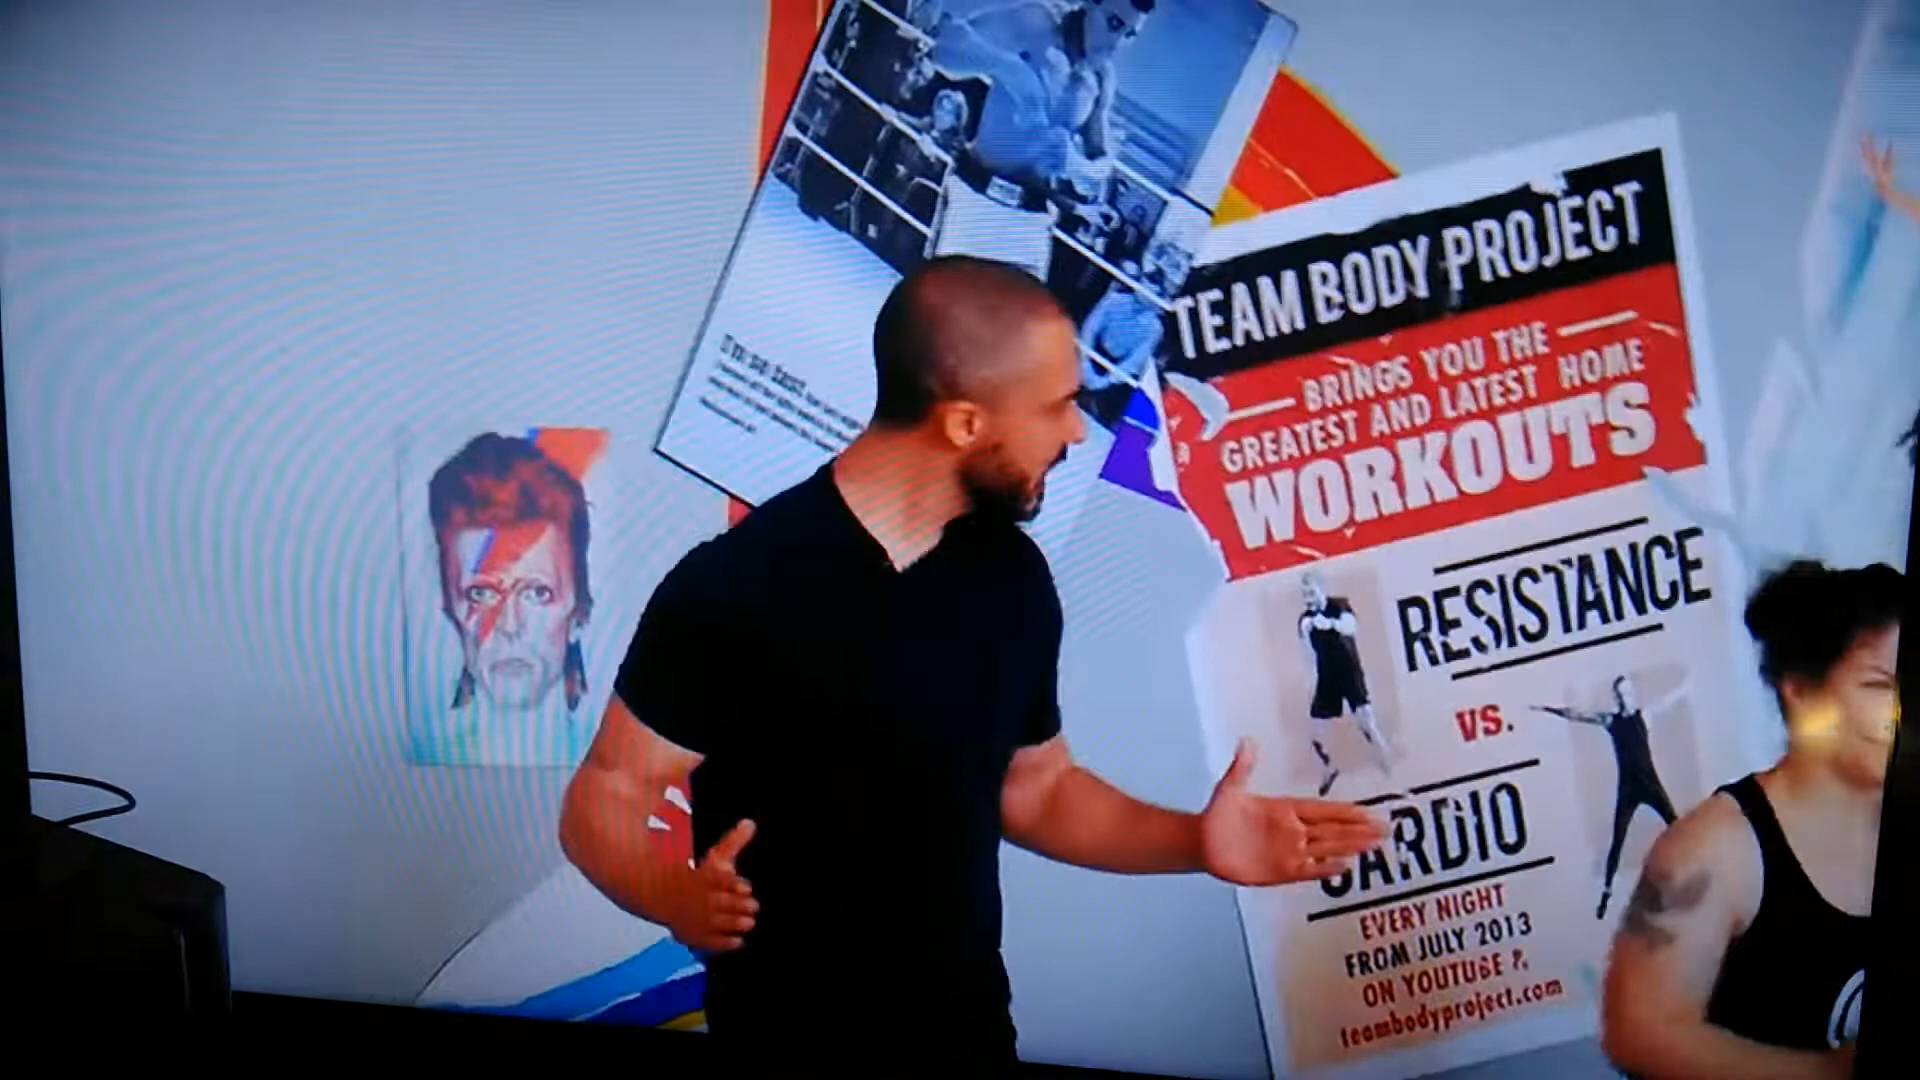 TEAM BODY PROJECT
BRINGS YOU THE
GREATEST AND LATEST HOME
WORKOUTS
RESISTANCE
VS.
CARDIO
EVERY NIGHT
FROM JULY 2013
ON YOUTUBE &
teambodyproject.com